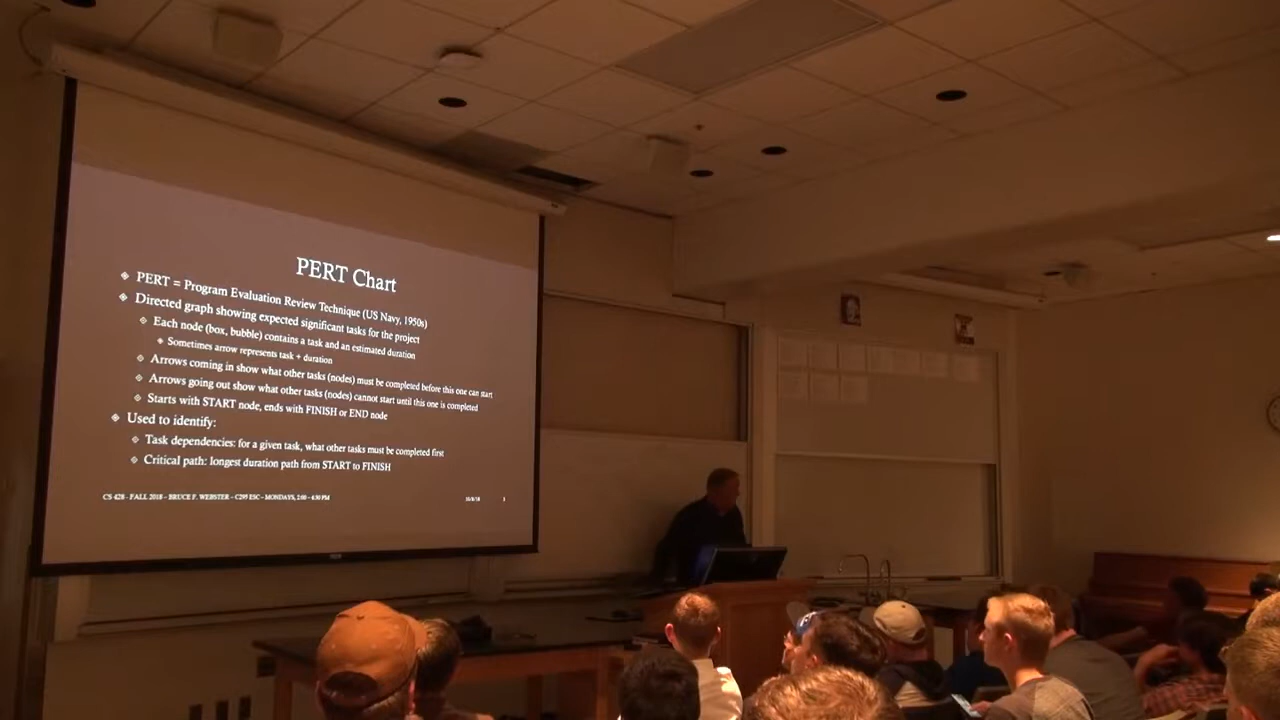 PERT Chart
PERT = Program Evaluation Review Technique (US Navy, 1950s)
Directed graph showing expected significant tasks for the project
Each node (box, bubble) contains a task and an estimated duration
Sometimes arrow represents task + duration
Arrows coming in show what other tasks (nodes) must be completed before this one can start
Arrows going out show what other tasks (nodes) cannot start until this one is completed
Starts with START node, ends with FINISH or END node
Used to identify:
Task dependencies: for a given task, what other tasks must be completed first
Critical path: longest duration path from START to FINISH
CS 428 - FALL 2018 – BRUCE F. WEBSTER – C295 ESC – MONDAYS, 2:00 – 4:30 PM